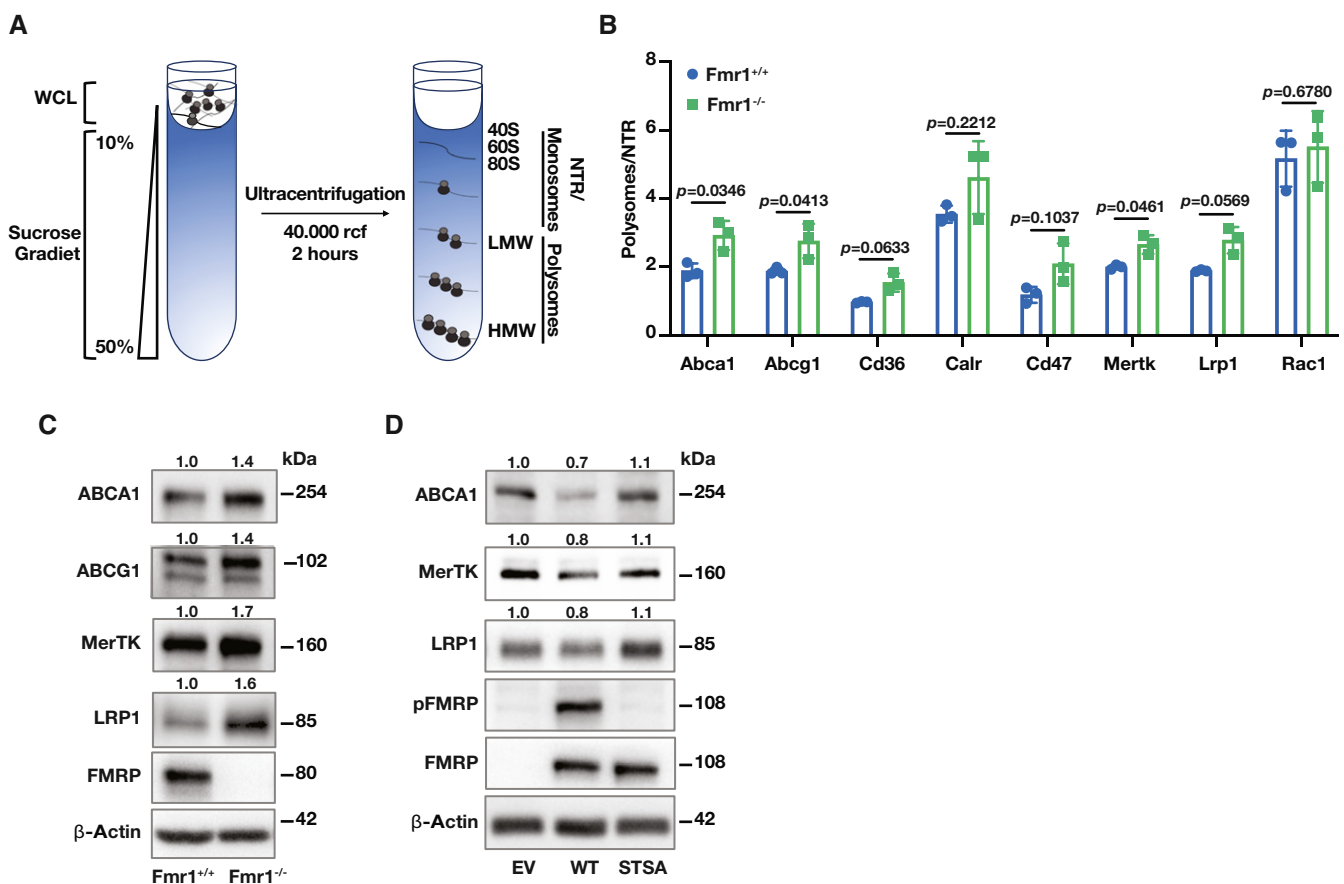 A
WCL
10%
Sucrose
Gradiet
50%
Ultracentrifugation
40.000 rcf
2 hours
40S
60S
80S
LMW
HMW
NTR/
Monosomes
Polysomes
B
Polysomes/NTR
8
6
4
2
0
Fmr1+/+
Fmr1-/-
p=0.0346
p=0.0413
p=0.0633
p=0.2212
p=0.1037
p=0.0461
p=0.0569
p=0.6780
Abca1 Abcg1 Cd36 Calr Cd47 Mertk Lrp1 Rac1
C
1.0 1.4 kDa
ABCA1 –254
1.0 1.4
ABCG1 –102
1.0 1.7
MerTK –160
1.0 1.6
LRP1 –85
FMRP –80
β-Actin –42
Fmr1+/+ Fmr1-/-
D
1.0 0.7 1.1 kDa
ABCA1 –254
1.0 0.8 1.1
MerTK –160
1.0 0.8 1.1
LRP1 –85
pFMRP –108
FMRP –108
β-Actin –42
EV WT STSA